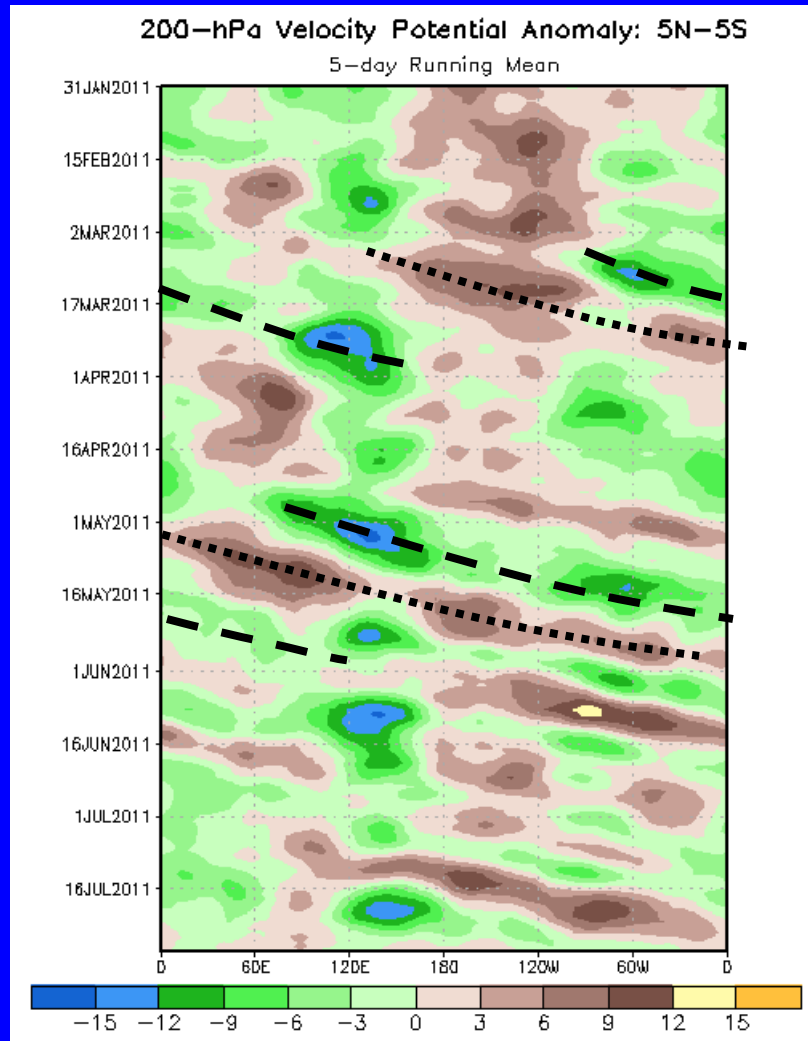 200-hPa Velocity Potential Anomaly: 5N-5S
5-day Running Mean
31JAN2011
15FEB2011
2MAR2011
17MAR2011
1APR2011
16APR2011
1MAY2011
16MAY2011
1JUN2011
16JUN2011
1JUL2011
16JUL2011
0 60E 120E 180 120W 60W 0
-15 -12 -9 -6 -3 0 3 6 9 12 15